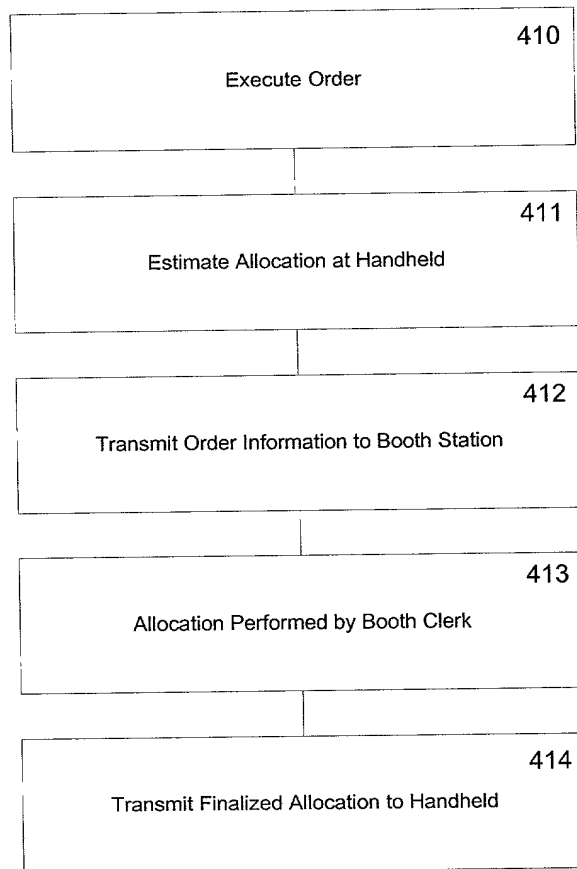 410
Execute Order
411
Estimate Allocation at Handheld
412
Transmit Order Information to Booth Station
413
Allocation Performed by Booth Clerk
414
Transmit Finalized Allocation to Handheld